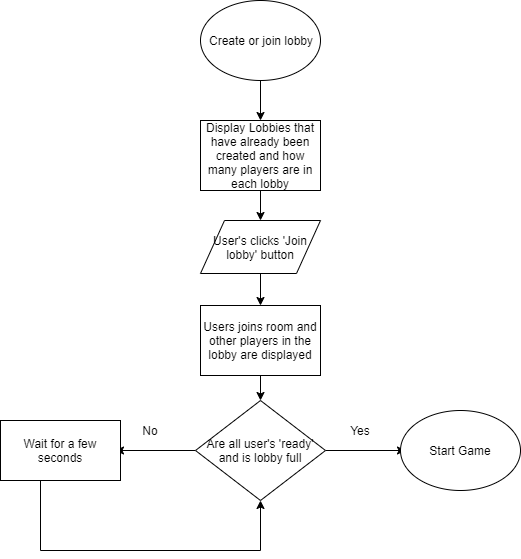 Create or join lobby
Display Lobbies that
have already been
created and how
many players are in
each lobby
User's clicks 'Join
lobby' button
Users joins room and
other players in the
lobby are displayed
Are all user's 'ready'
and is lobby full
No
Yes
Wait for a few
seconds
Start Game